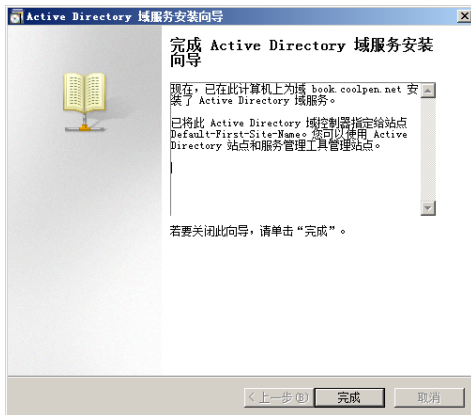 Active Directory 域服务安装向导
完成 Active Directory 域服务安装
向导
现在，已在此计算机上为域 book.coolpen.net 安
装了 Active Directory 域服务。
已将此 Active Directory 域控制器指定给站点
Default-First-Site-Name。您可以使用 Active
Directory 站点和服务管理工具管理站点。
若要关闭此向导，请单击“完成”。
< 上一步(B)
完成
取消